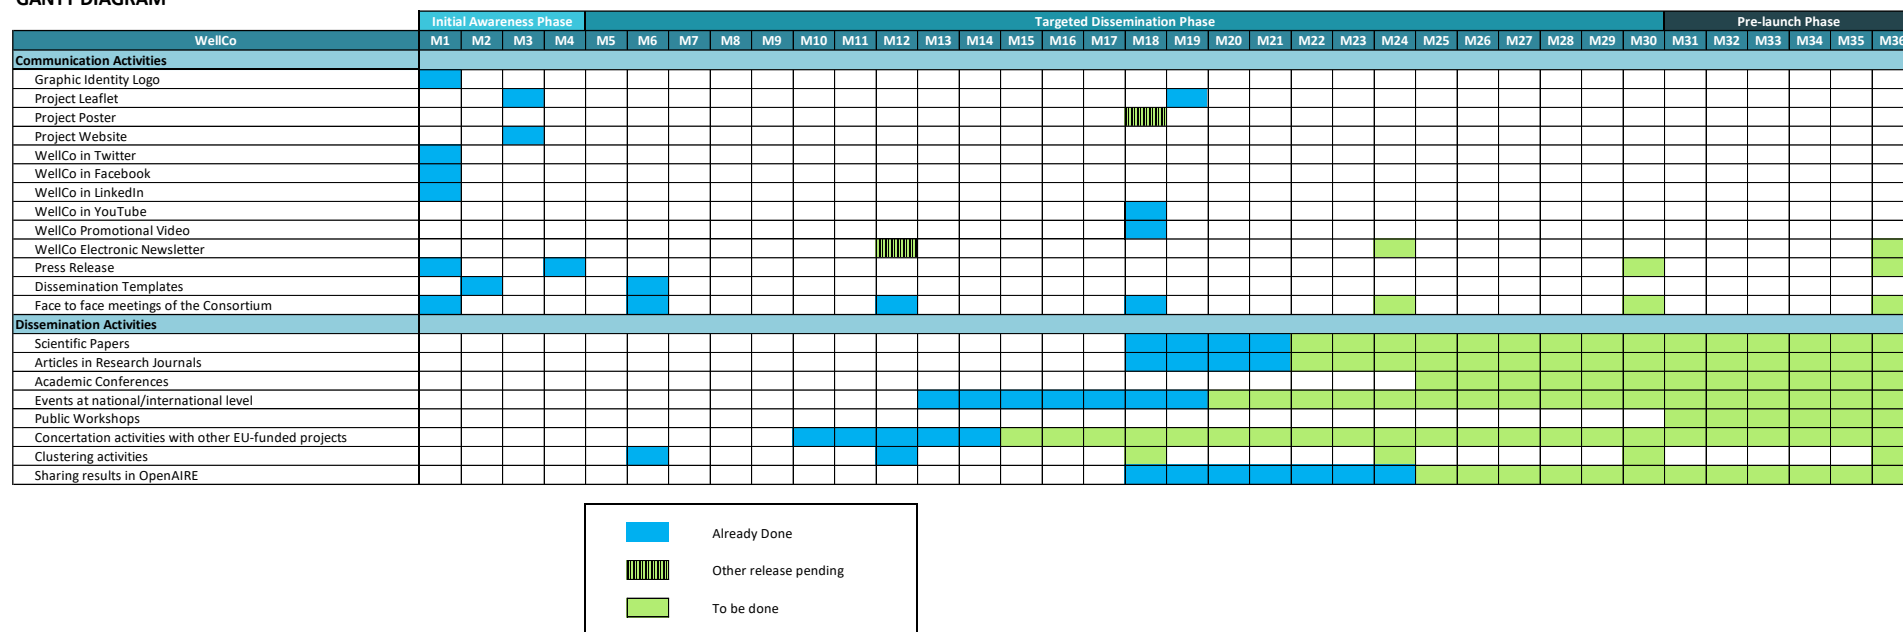 GANTT DIAGRAM
Initial Awareness Phase Targeted Dissemination Phase Pre-launch Phase
WellCo M1 M2 M3 M4 M5 M6 M7 M8 M9 M10 M11 M12 M13 M14 M15 M16 M17 M18 M19 M20 M21 M22 M23 M24 M25 M26 M27 M28 M29 M30 M31 M32 M33 M34 M35 M36
Communication Activities
Graphic Identity Logo
Project Leaflet
Project Poster
Project Website
WellCo in Twitter
WellCo in Facebook
WellCo in LinkedIn
WellCo in YouTube
WellCo Promotional Video
WellCo Electronic Newsletter
Press Release
Dissemination Templates
Face to face meetings of the Consortium
Dissemination Activities
Scientific Papers
Articles in Research Journals
Academic Conferences
Events at national/international level
Public Workshops
Concertation activities with other EU-funded projects
Clustering activities
Sharing results in OpenAIRE
Already Done
Other release pending
To be done